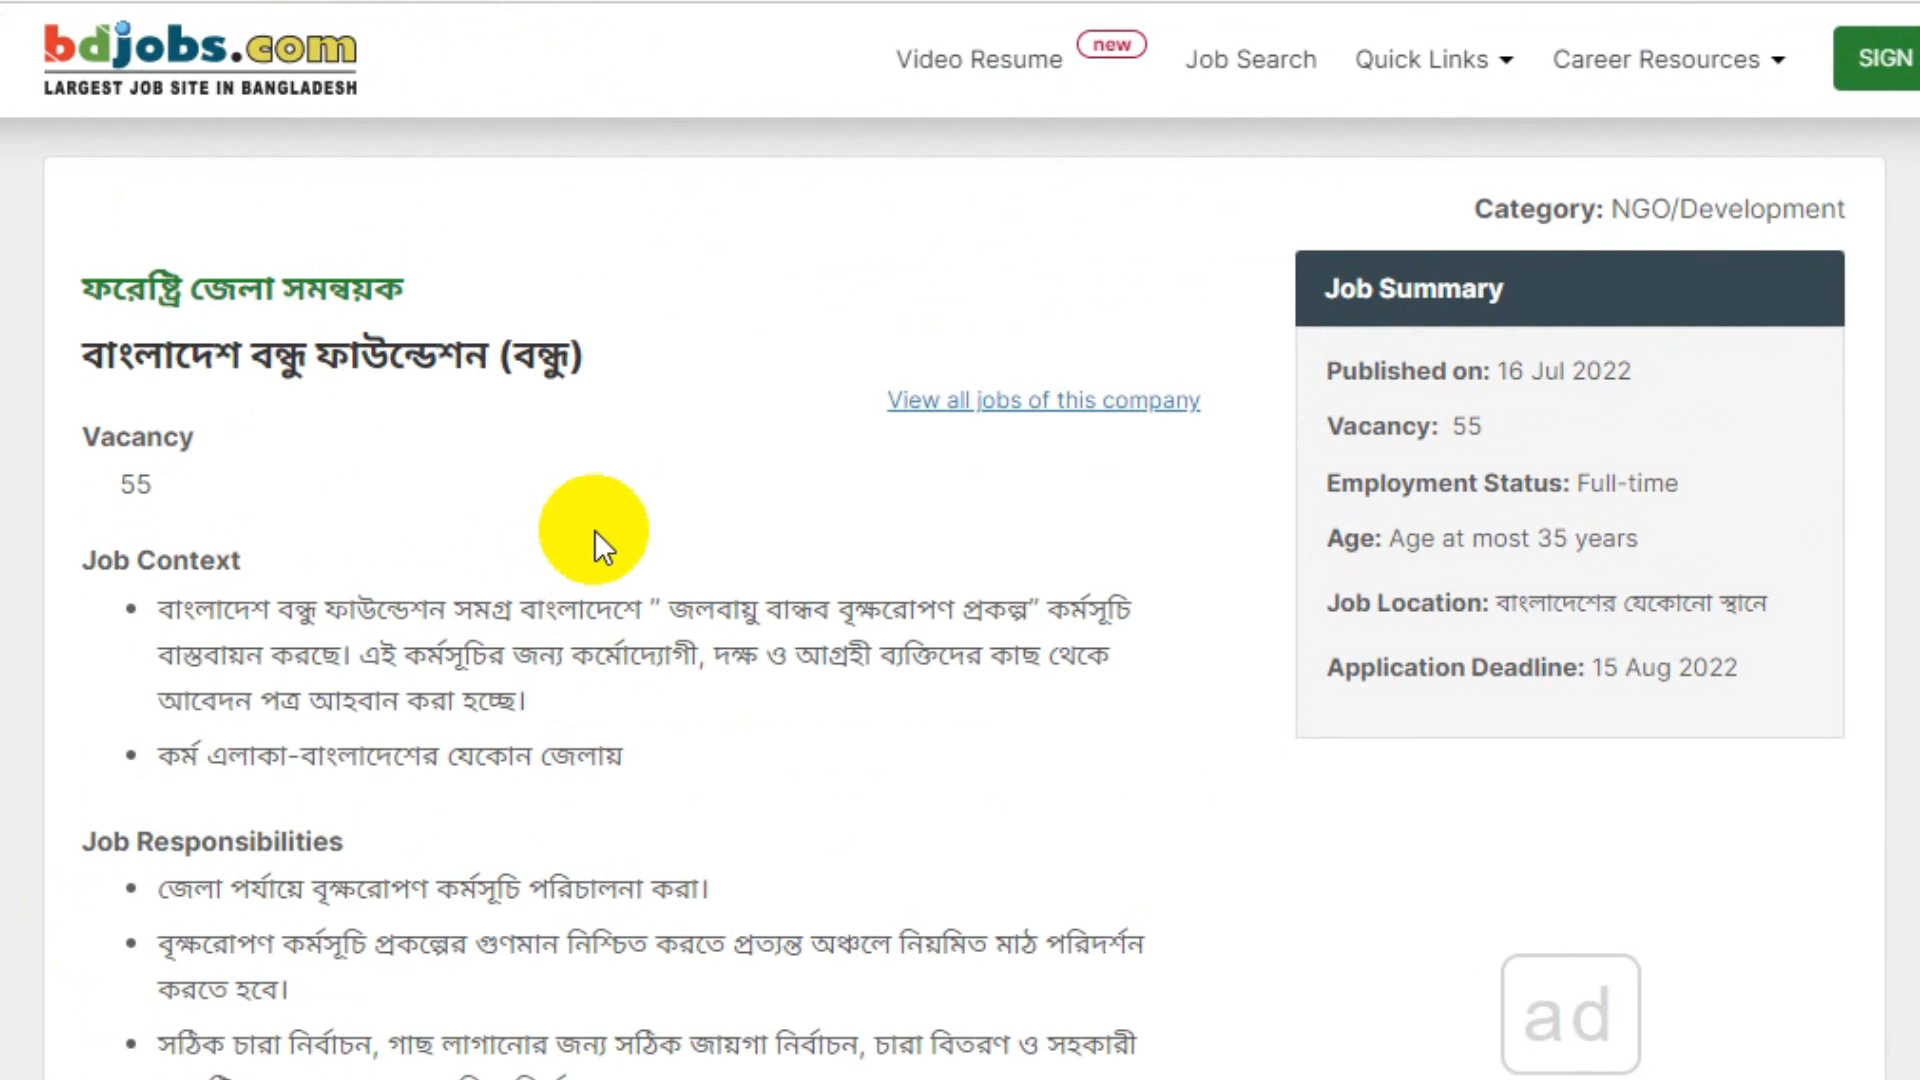 bdjobs.com
LARGEST JOB SITE IN BANGLADESH
Video Resume new Job Search Quick Links Career Resources SIGN
Category: NGO/Development
ফরেষ্ট্রি জেলা সমন্বয়ক
বাংলাদেশ বন্ধু ফাউন্ডেশন (বন্ধু)
View all jobs of this company
Vacancy
55
Job Context
• বাংলাদেশ বন্ধু ফাউন্ডেশন সমগ্র বাংলাদেশে " জলবায়ু বান্ধব বৃক্ষরোপণ প্রকল্প" কর্মসূচি
বাস্তবায়ন করছে। এই কর্মসূচির জন্য কর্মোদ্যোগী, দক্ষ ও আগ্রহী ব্যক্তিদের কাছ থেকে
আবেদন পত্র আহবান করা হচ্ছে।
• কর্ম এলাকা-বাংলাদেশের যেকোন জেলায়
Job Responsibilities
• জেলা পর্যায়ে বৃক্ষরোপণ কর্মসূচি পরিচালনা করা।
• বৃক্ষরোপণ কর্মসূচি প্রকল্পের গুণমান নিশ্চিত করতে প্রত্যন্ত অঞ্চলে নিয়মিত মাঠ পরিদর্শন
করতে হবে।
• সঠিক চারা নির্বাচন, গাছ লাগানোর জন্য সঠিক জায়গা নির্বাচন, চারা বিতরণ ও সহকারী
Job Summary
Published on: 16 Jul 2022
Vacancy: 55
Employment Status: Full-time
Age: Age at most 35 years
Job Location: বাংলাদেশের যেকোনো স্থানে
Application Deadline: 15 Aug 2022
ad